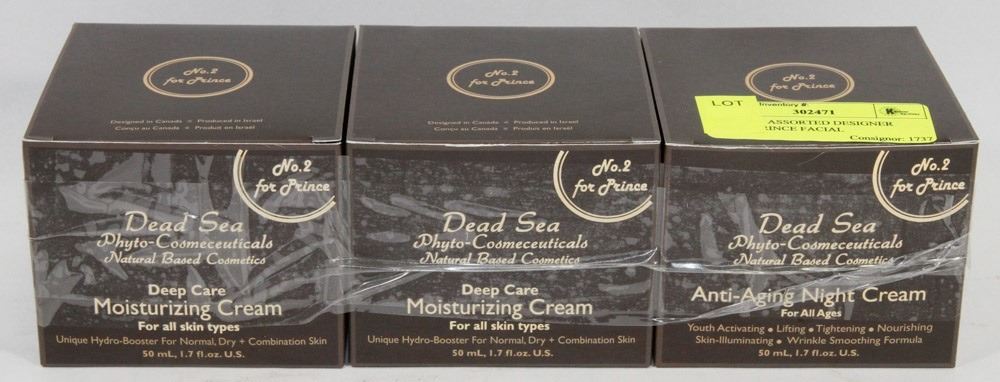 No.2
for Prince
Designed in Canada Produced in Israel
Conçu au Canada Produit en Israël
No.2
for Prince
Dead Sea
Phyto-Cosmeceuticals
Natural Based Cosmetics
Deep Care
Moisturizing Cream
For all skin types
Unique Hydro-Booster For Normal, Dry + Combination Skin
50 mL, 1.7 fl.oz. U.S.
No.2
for Prince
Designed in Canada Produced in Israel
Conçu au Canada Produit en Israël
No.2
for Prince
Dead Sea
Phyto-Cosmeceuticals
Natural Based Cosmetics
Deep Care
Moisturizing Cream
For all skin types
Unique Hydro-Booster For Normal, Dry + Combination Skin
50 mL, 1.7 fl.oz. U.S.
No.2
for Prince
LOT Inventory #:
302471
ASSORTED DESIGNER
RINCE FACIAL
Consignor: 1737
No.2
for Prince
Dead Sea
Phyto-Cosmeceuticals
Natural Based Cosmetics
Anti-Aging Night Cream
For All Ages
Youth Activating • Lifting • Tightening • Nourishing
Skin-Illuminating • Wrinkle Smoothing Formula
50 mL, 1.7 fl.oz. U.S.